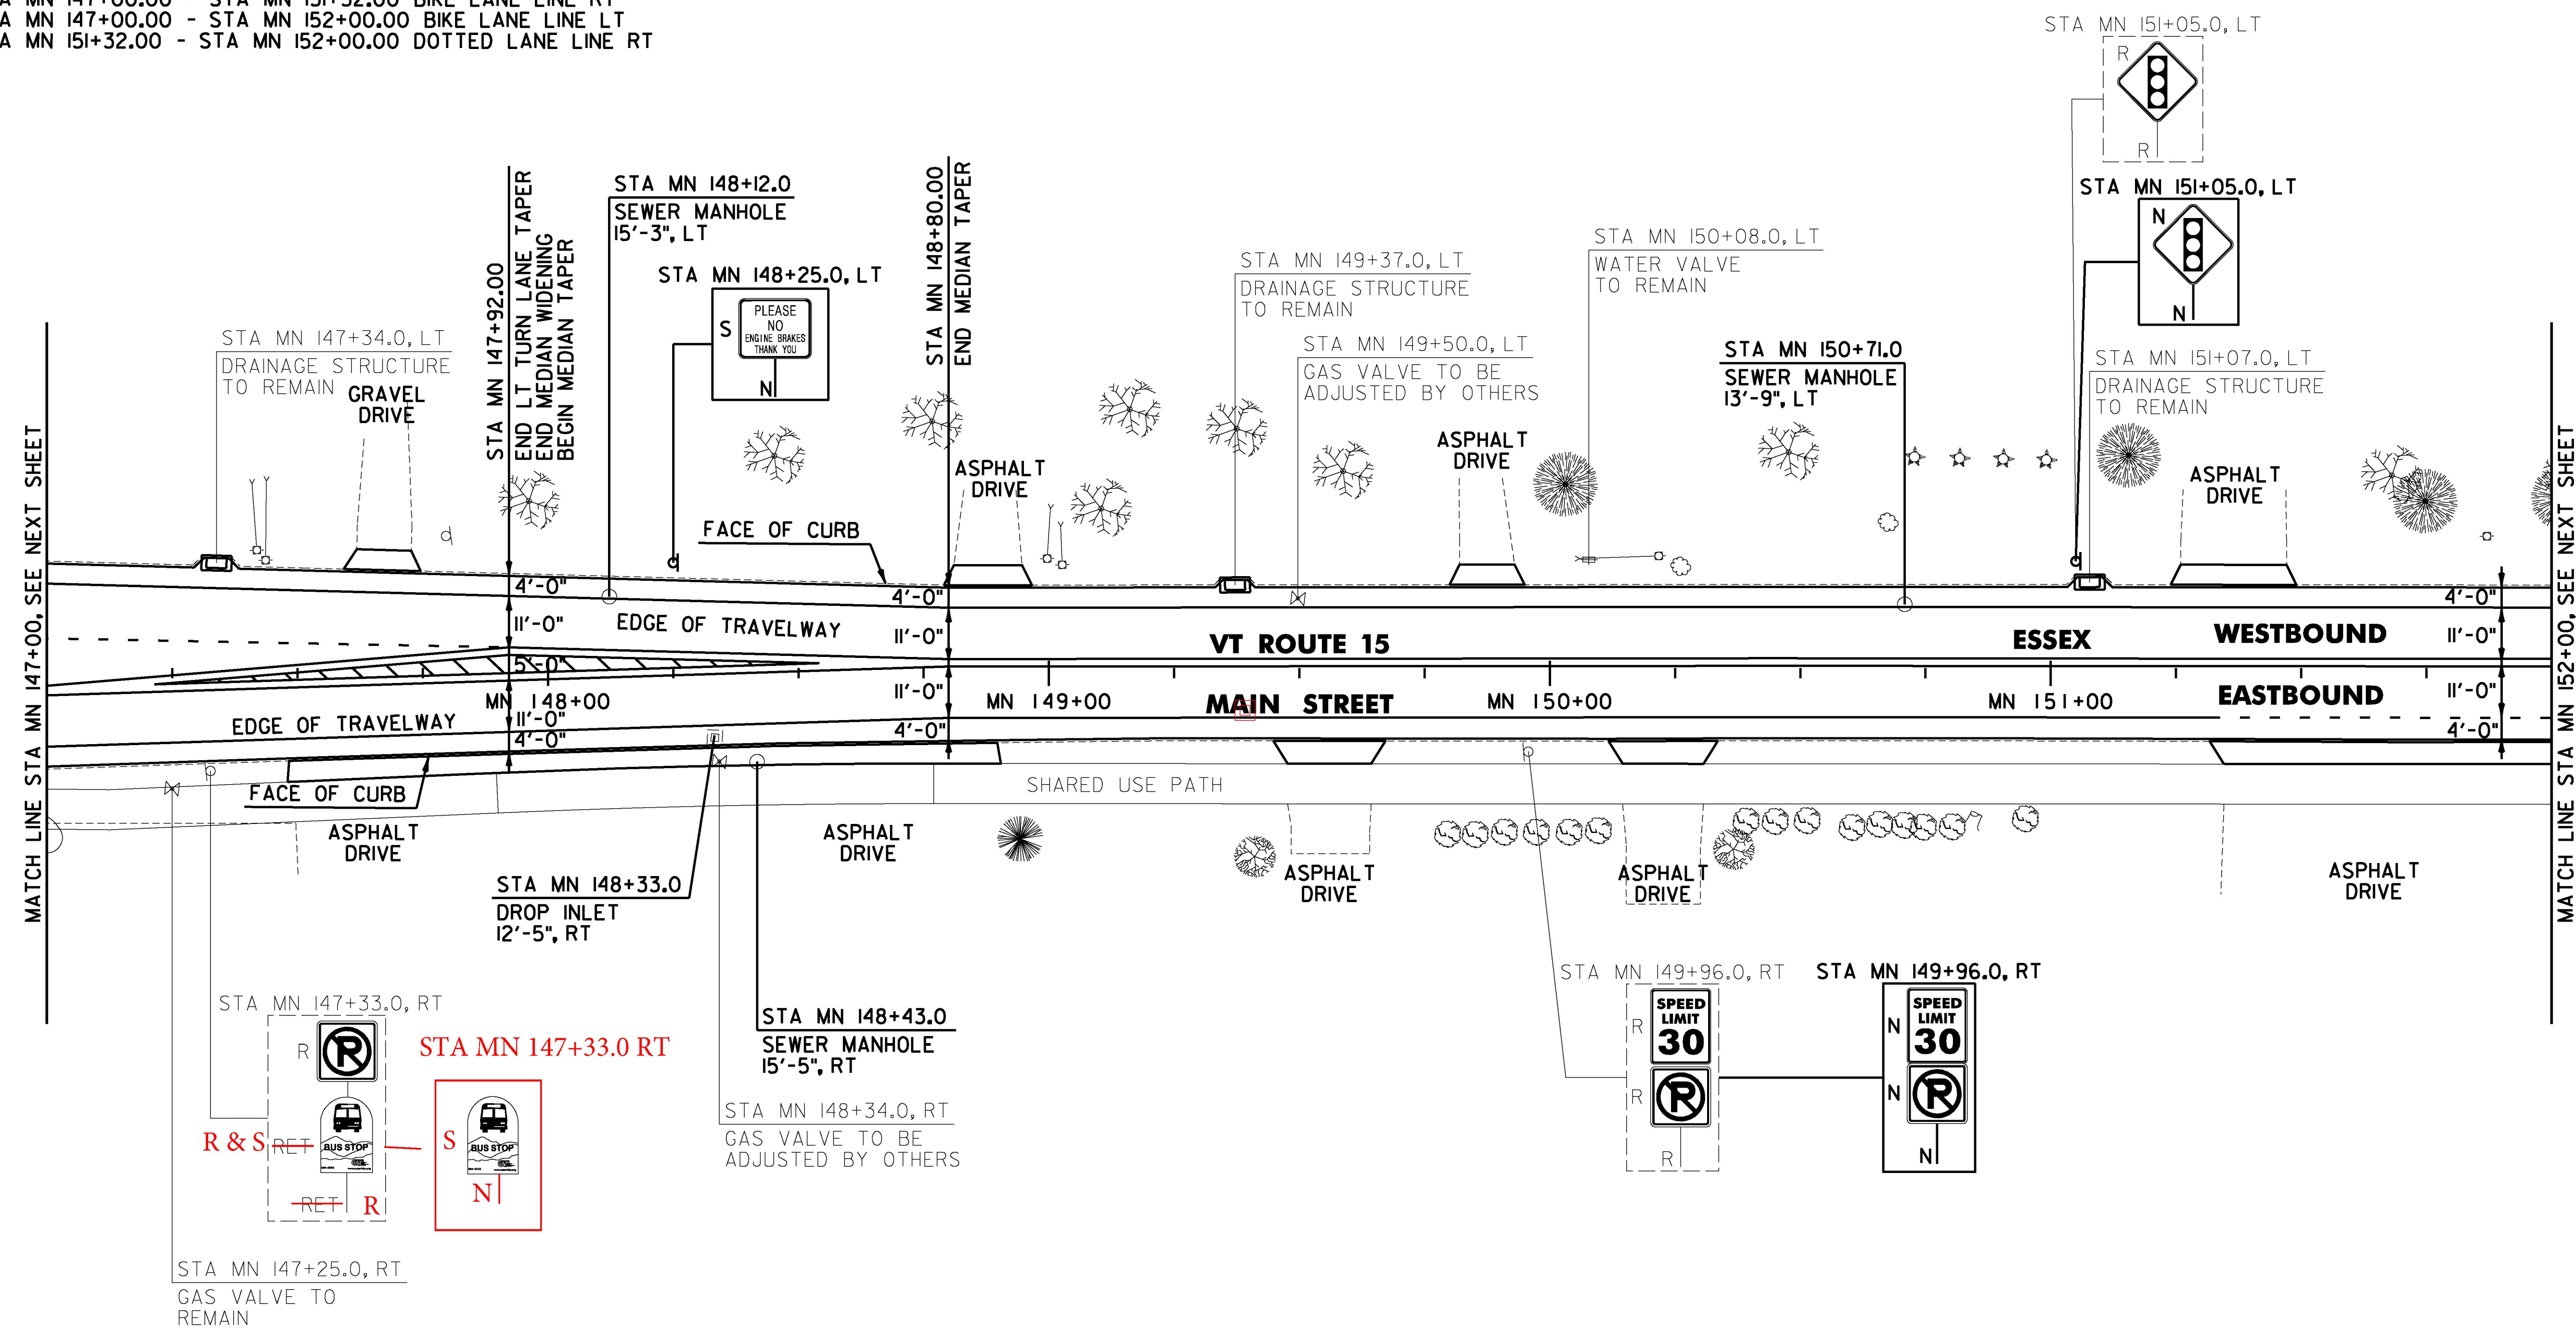 STA MN 151+05.0, LT
R
R
A MN 147+00.00 - STA MN 151+32.00 BIKE LANE LINE RT
A MN 147+00.00 - STA MN 152+00.00 BIKE LANE LINE LT
A MN 151+32.00 - STA MN 152+00.00 DOTTED LANE LINE RT
STA MN 151+05.0, LT
N
N
STA MN 147+92.00
END LT TURN LANE TAPER
END MEDIAN WIDENING
BEGIN MEDIAN TAPER
STA MN 148+12.0
SEWER MANHOLE
15'-3", LT
STA MN 148+25.0, LT
S
PLEASE
NO
ENGINE BRAKES
THANK YOU
N
STA MN 148+80.00
END MEDIAN TAPER
STA MN 149+37.0, LT
DRAINAGE STRUCTURE
TO REMAIN
STA MN 150+08.0, LT
WATER VALVE
TO REMAIN
STA MN 147+34.0, LT
DRAINAGE STRUCTURE
TO REMAIN
STA MN 149+50.0, LT
GAS VALVE TO BE
ADJUSTED BY OTHERS
STA MN 150+71.0
SEWER MANHOLE
13'-9", LT
STA MN 151+07.0, LT
DRAINAGE STRUCTURE
TO REMAIN
GRAVEL
DRIVE
ASPHALT
DRIVE
ASPHALT
DRIVE
ASPHALT
DRIVE
FACE OF CURB
MATCH LINE STA MN 147+00, SEE NEXT SHEET
MATCH LINE STA MN 152+00, SEE NEXT SHEET
4'-0"
4'-0"
4'-0"
11'-0"
EDGE OF TRAVELWAY
11'-0"
VT ROUTE 15
ESSEX
WESTBOUND
11'-0"
5'-0"
MN 148+00
11'-0"
MN 149+00
MAIN STREET
MN 150+00
MN 151+00
EASTBOUND
11'-0"
EDGE OF TRAVELWAY
11'-0"
4'-0"
4'-0"
4'-0"
FACE OF CURB
SHARED USE PATH
ASPHALT
DRIVE
ASPHALT
DRIVE
ASPHALT
DRIVE
ASPHALT
DRIVE
ASPHALT
DRIVE
STA MN 148+33.0
DROP INLET
12'-5", RT
STA MN 149+96.0, RT
STA MN 149+96.0, RT
STA MN 147+33.0, RT
STA MN 148+43.0
SEWER MANHOLE
15'-5", RT
R
SPEED
LIMIT
30
R
P
R
N
SPEED
LIMIT
30
N
P
N
R
P
STA MN 147+33.0 RT
R & S
RET
BUS STOP
RET
R
S
BUS STOP
N
STA MN 148+34.0, RT
GAS VALVE TO BE
ADJUSTED BY OTHERS
STA MN 147+25.0, RT
GAS VALVE TO
REMAIN